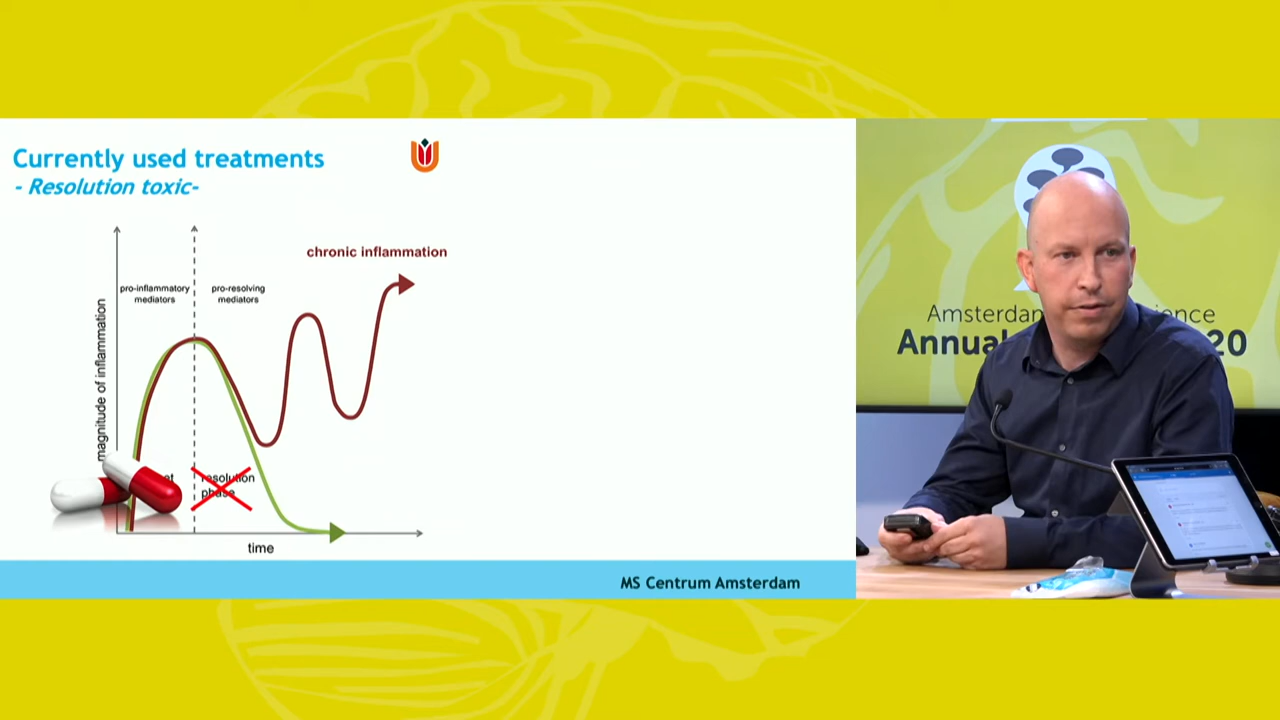 Currently used treatments
- Resolution toxic-
chronic inflammation
pro-inflammatory
mediators
pro-resolving
mediators
magnitude of inflammation
resolution
phase
time
MS Centrum Amsterdam
Amsterdam
Annual
20